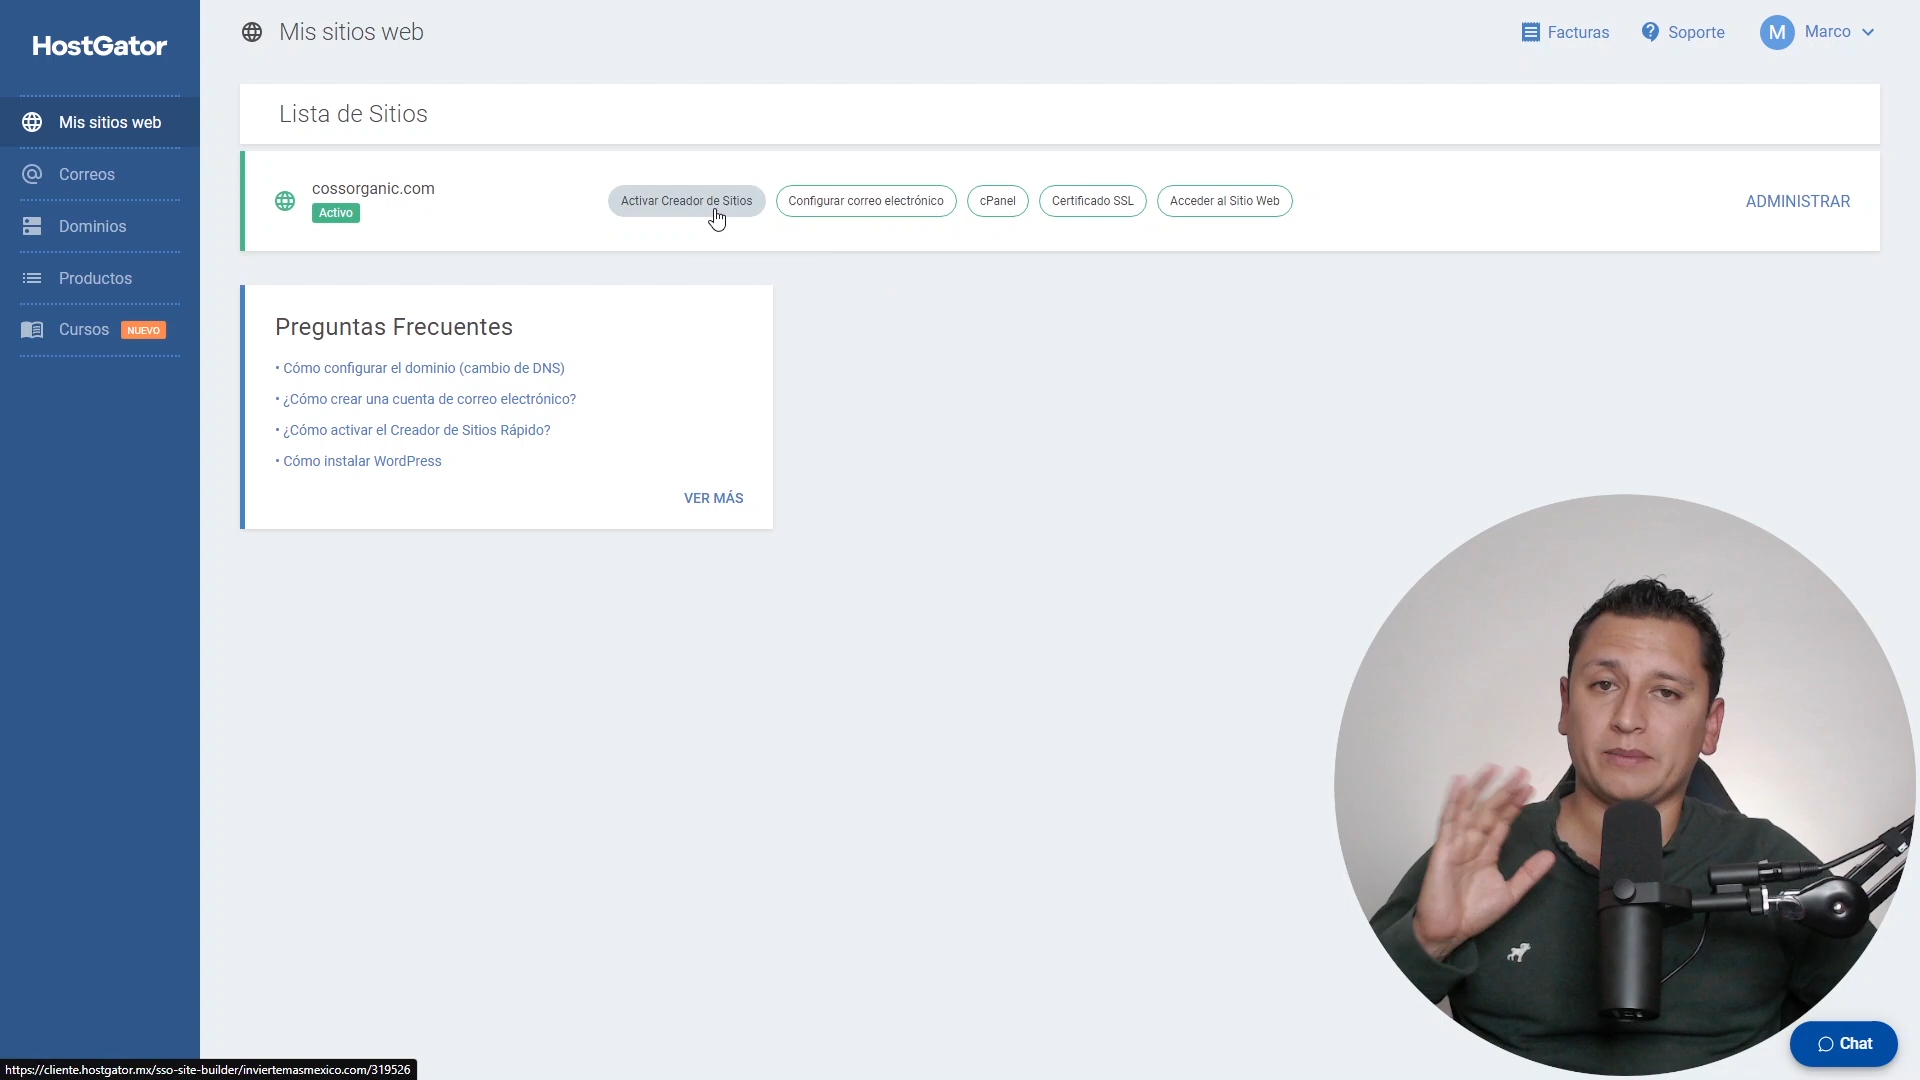 HostGator
Mis sitios web
Correos
Dominios
Productos
Cursos NUEVO
Mis sitios web
Facturas
Soporte
M Marco
Lista de Sitios
cossorganic.com
Activo
Activar Creador de Sitios
Configurar correo electrónico
cPanel
Certificado SSL
Acceder al Sitio Web
ADMINISTRAR
Preguntas Frecuentes
• Cómo configurar el dominio (cambio de DNS)
• ¿Cómo crear una cuenta de correo electrónico?
• ¿Cómo activar el Creador de Sitios Rápido?
• Cómo instalar WordPress
VER MÁS
Chat
https://cliente.hostgator.mx/sso-site-builder/inviertemasmexico.com/319526